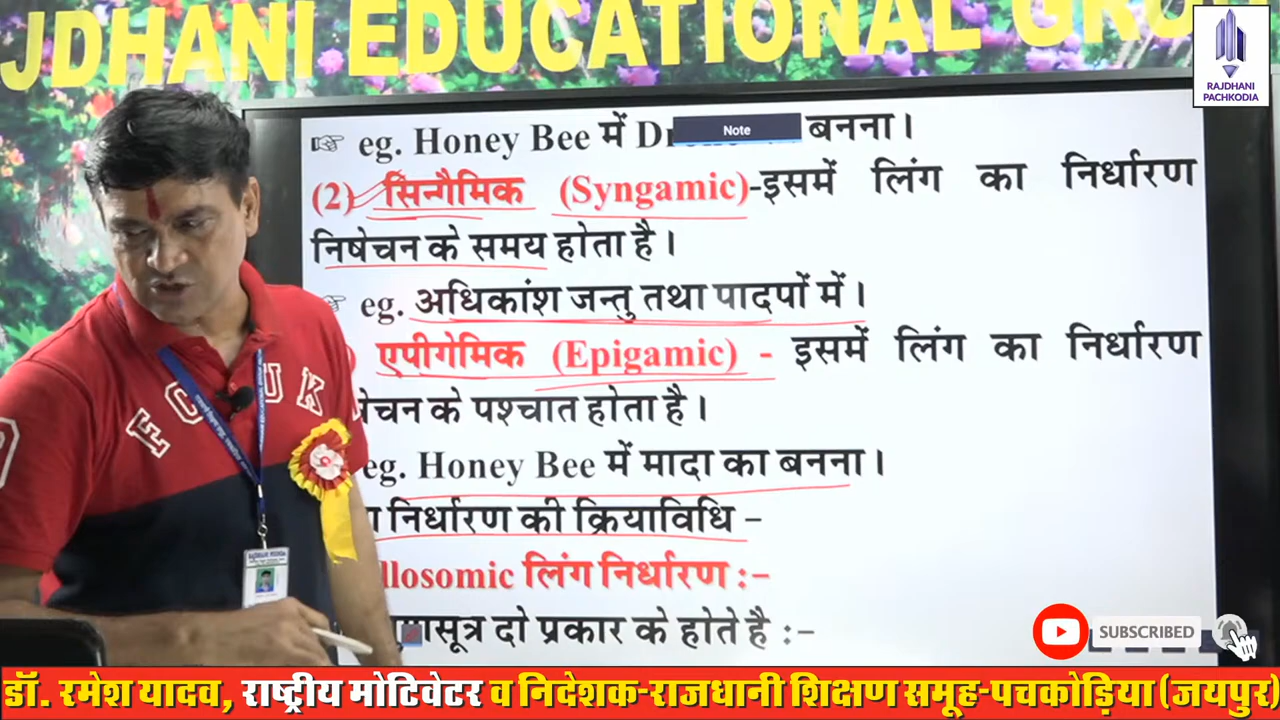 JDHANI EDUCATIONAL GRO
RAJDHANI
PACHKODIA
eg. Honey Bee में Dr
Note
बनना।
(2) सिन्गैमिक (Syngamic)-इसमें लिंग का निर्धारण
निषेचन के समय होता है।
eg. अधिकांश जन्तु तथा पादपों में।
एपीगेमिक (Epigamic) - इसमें लिंग का निर्धारण
चन के पश्चात होता है।
eg. Honey Bee में मादा का बनना।
निर्धारण की क्रियाविधि –
llosomic लिंग निर्धारण :–
सूत्र दो प्रकार के होते है :–
FCUK
SUBSCRIBED
डॉ. रमेश यादव, राष्ट्रीय मोटिवेटर व निदेशक-राजधानी शिक्षण समूह-पचकोड़िया (जयपुर)